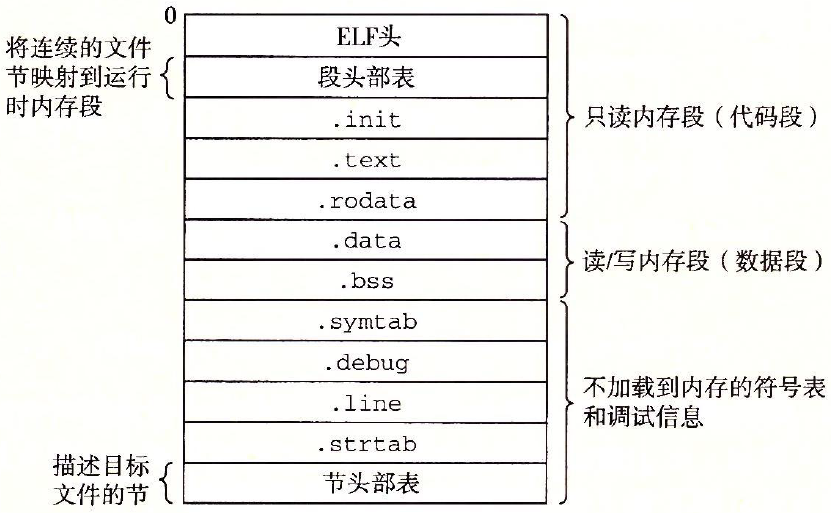 0
ELF头
将连续的文件
节映射到运行
时内存段
段头部表
.init
.text
.rodata
只读内存段（代码段）
.data
.bss
读/写内存段（数据段）
.symtab
.debug
.line
.strtab
不加载到内存的符号表
和调试信息
描述目标
文件的节
节头部表